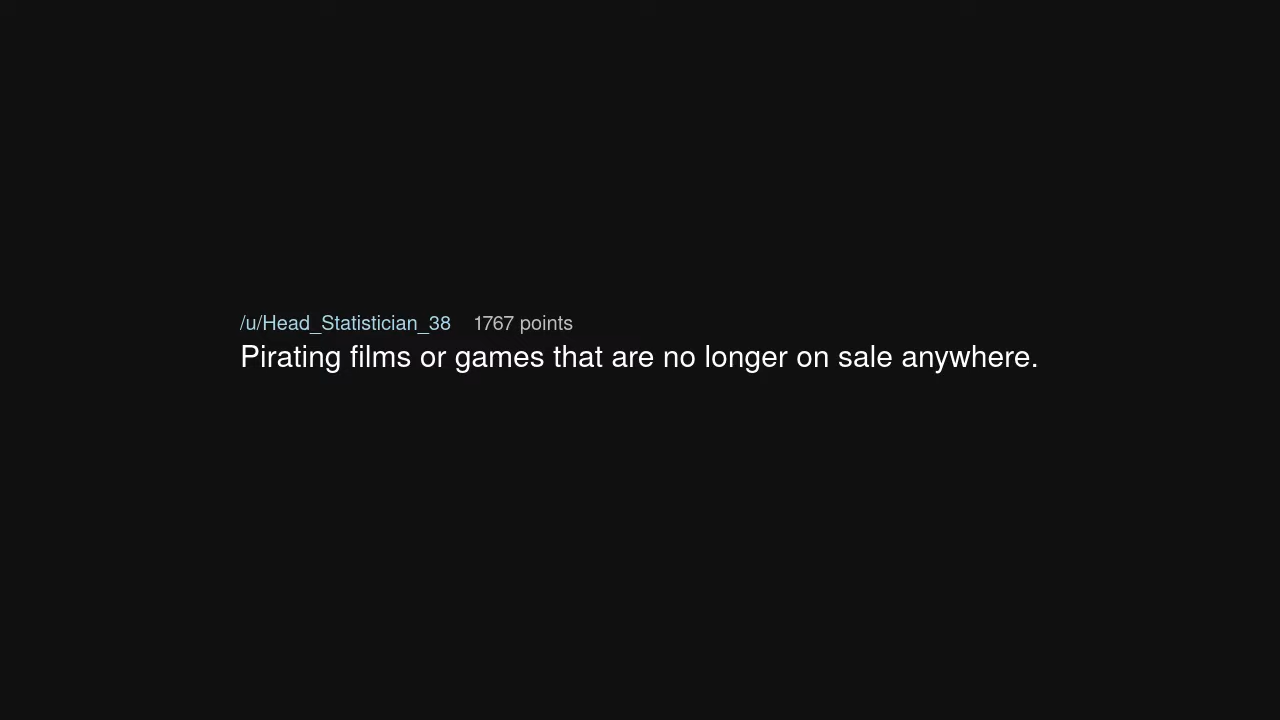 /u/Head_Statistician_38 1767 points
Pirating films or games that are no longer on sale anywhere.